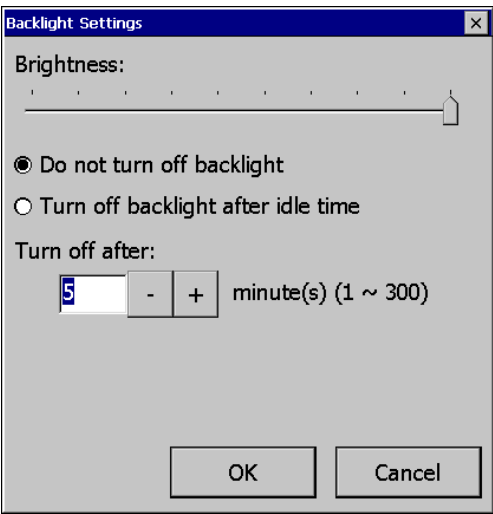 Backlight Settings
Brightness:
Do not turn off backlight
Turn off backlight after idle time
Turn off after:
5 - + minute(s) (1 ~ 300)
OK Cancel